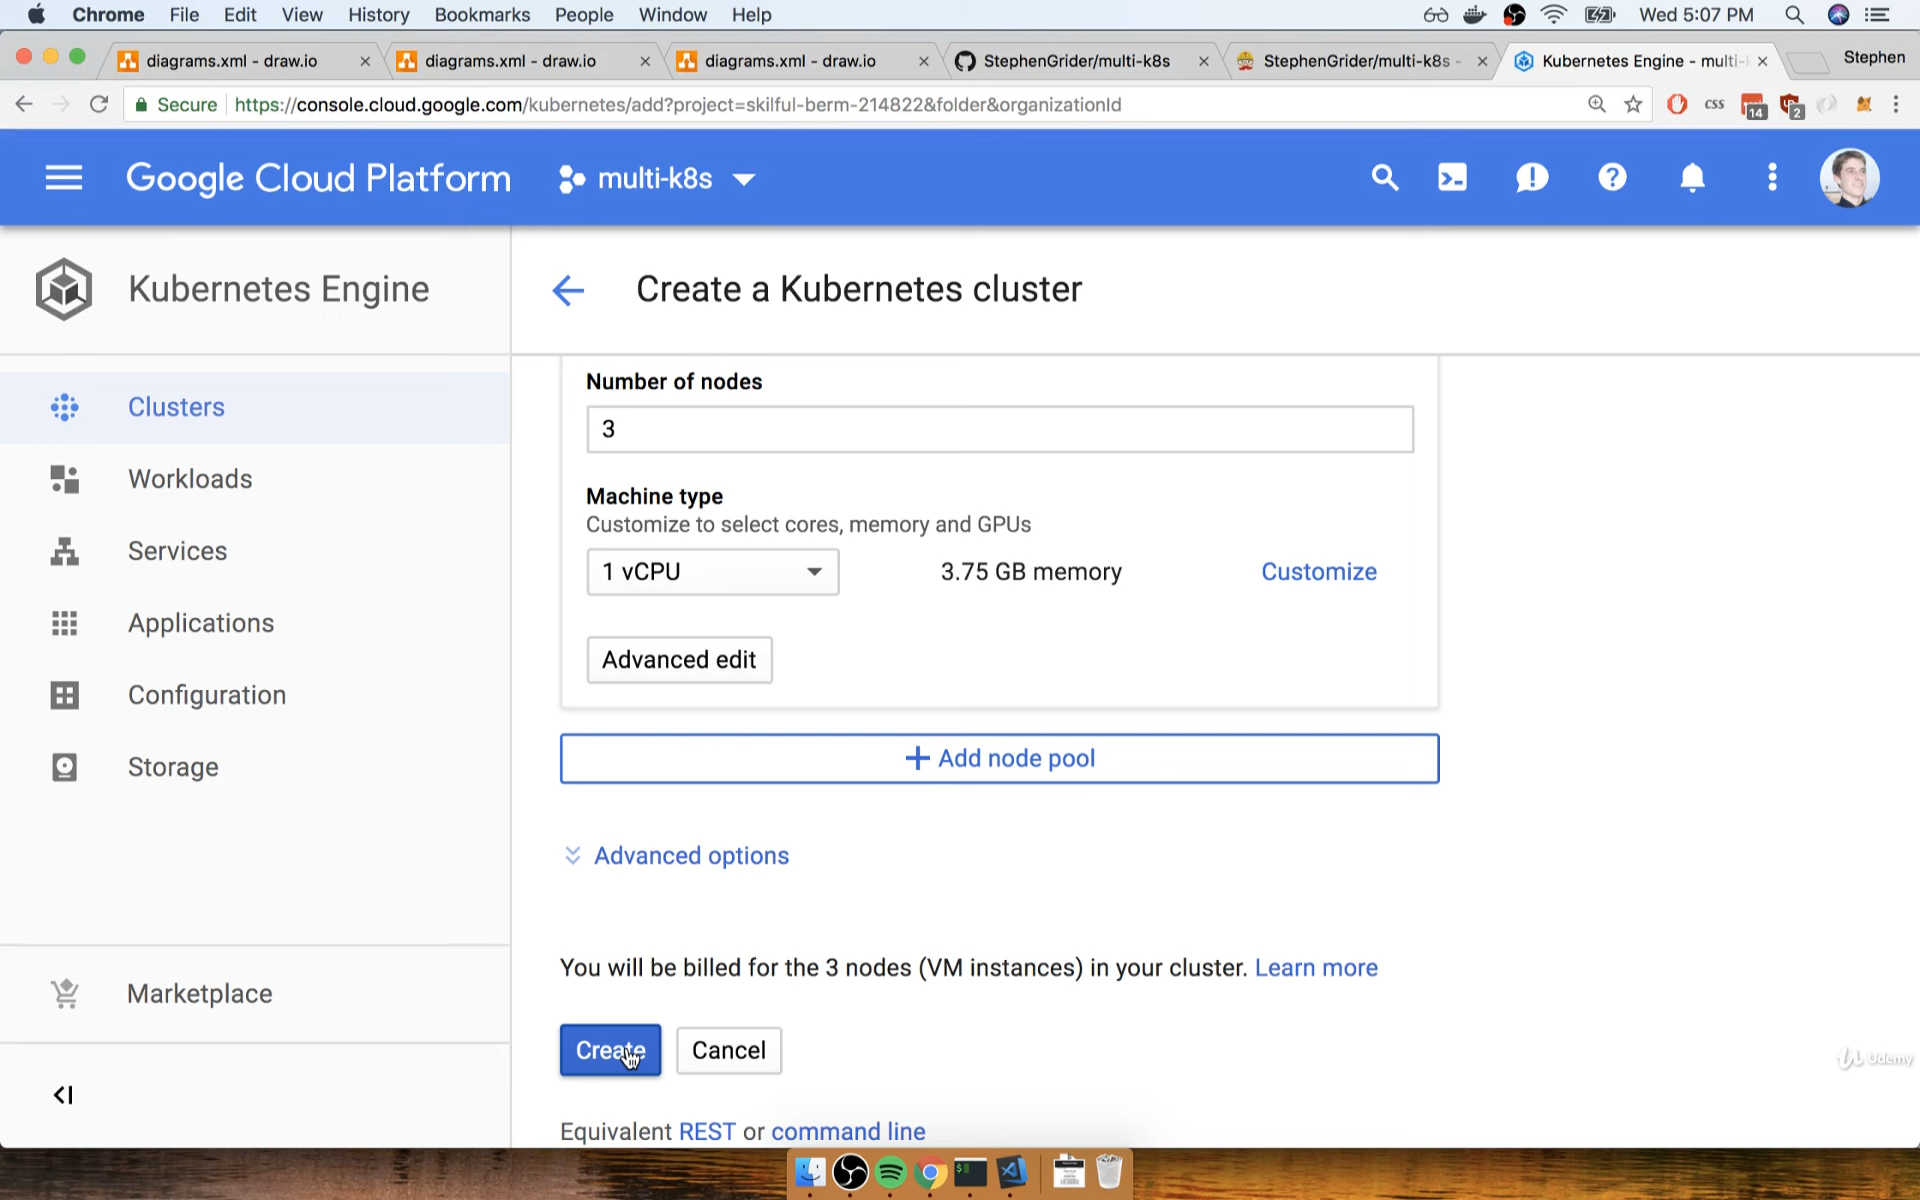 Chrome File Edit View History Bookmarks People Window Help Wed 5:07 PM
diagrams.xml - draw.io diagrams.xml - draw.io diagrams.xml - draw.io StephenGrider/multi-k8s StephenGrider/multi-k8s - Kubernetes Engine - multi- Stephen
Secure https://console.cloud.google.com/kubernetes/add?project=skilful-berm-214822&folder&organizationId css 14 2
Google Cloud Platform multi-k8s
Kubernetes Engine
Create a Kubernetes cluster
Clusters
Workloads
Services
Applications
Configuration
Storage
Marketplace
Number of nodes
3
Machine type
Customize to select cores, memory and GPUs
1 vCPU 3.75 GB memory Customize
Advanced edit
+ Add node pool
Advanced options
You will be billed for the 3 nodes (VM instances) in your cluster. Learn more
Create Cancel
Equivalent REST or command line
Udemy